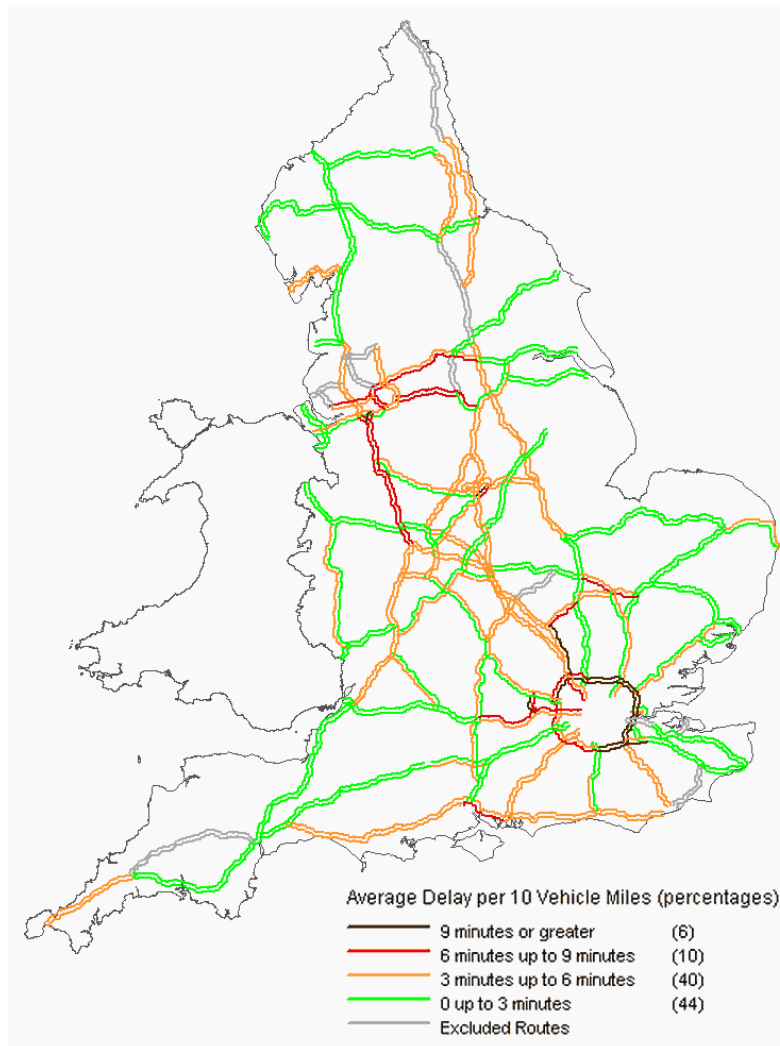 Average Delay per 10 Vehicle Miles (percentages)
9 minutes or greater (6)
6 minutes up to 9 minutes (10)
3 minutes up to 6 minutes (40)
0 up to 3 minutes (44)
Excluded Routes